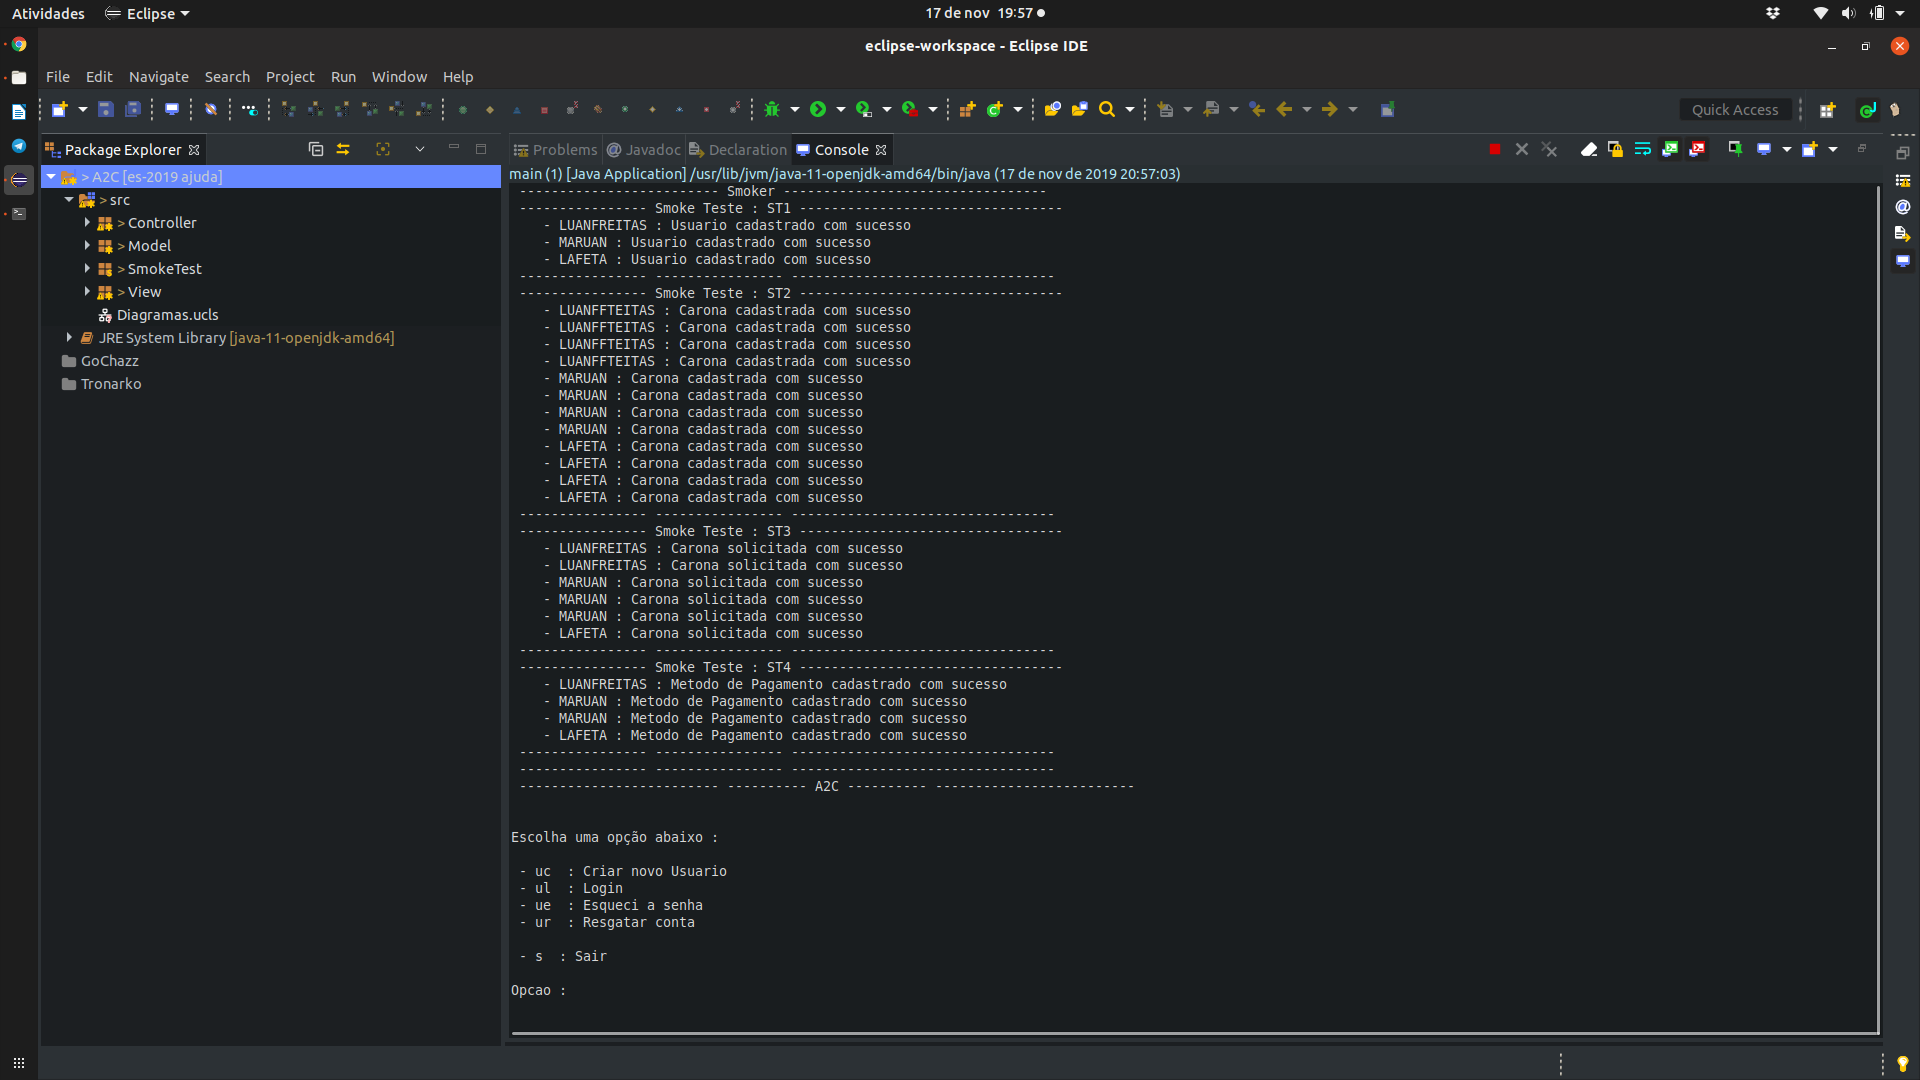 Atividades Eclipse 17 de nov 19:57
eclipse-workspace - Eclipse IDE
File Edit Navigate Search Project Run Window Help
Quick Access
Package Explorer Problems Javadoc Declaration Console
> A2C [es-2019 ajuda]
> src
> Controller
> Model
> SmokeTest
> View
Diagramas.ucls
JRE System Library [java-11-openjdk-amd64]
GoChazz
Tronarko
main (1) [Java Application] /usr/lib/jvm/java-11-openjdk-amd64/bin/java (17 de nov de 2019 20:57:03)
------------------------- Smoker --------------------------------
---------------- Smoke Teste : ST1 ---------------------------------
- LUANFREITAS : Usuario cadastrado com sucesso
- MARUAN : Usuario cadastrado com sucesso
- LAFETA : Usuario cadastrado com sucesso
---------------- ---------------- ---------------------------------
---------------- Smoke Teste : ST2 ---------------------------------
- LUANFFTEITAS : Carona cadastrada com sucesso
- LUANFFTEITAS : Carona cadastrada com sucesso
- LUANFFTEITAS : Carona cadastrada com sucesso
- LUANFFTEITAS : Carona cadastrada com sucesso
- MARUAN : Carona cadastrada com sucesso
- MARUAN : Carona cadastrada com sucesso
- MARUAN : Carona cadastrada com sucesso
- MARUAN : Carona cadastrada com sucesso
- LAFETA : Carona cadastrada com sucesso
- LAFETA : Carona cadastrada com sucesso
- LAFETA : Carona cadastrada com sucesso
- LAFETA : Carona cadastrada com sucesso
---------------- ---------------- ---------------------------------
---------------- Smoke Teste : ST3 ---------------------------------
- LUANFREITAS : Carona solicitada com sucesso
- LUANFREITAS : Carona solicitada com sucesso
- MARUAN : Carona solicitada com sucesso
- MARUAN : Carona solicitada com sucesso
- MARUAN : Carona solicitada com sucesso
- LAFETA : Carona solicitada com sucesso
---------------- ---------------- ---------------------------------
---------------- Smoke Teste : ST4 ---------------------------------
- LUANFREITAS : Metodo de Pagamento cadastrado com sucesso
- MARUAN : Metodo de Pagamento cadastrado com sucesso
- MARUAN : Metodo de Pagamento cadastrado com sucesso
- LAFETA : Metodo de Pagamento cadastrado com sucesso
---------------- ---------------- ---------------------------------
---------------- ---------------- ---------------------------------
------------------------- ---------- A2C ---------- -------------------------
Escolha uma opção abaixo :
- uc : Criar novo Usuario
- ul : Login
- ue : Esqueci a senha
- ur : Resgatar conta
- s : Sair
Opcao :